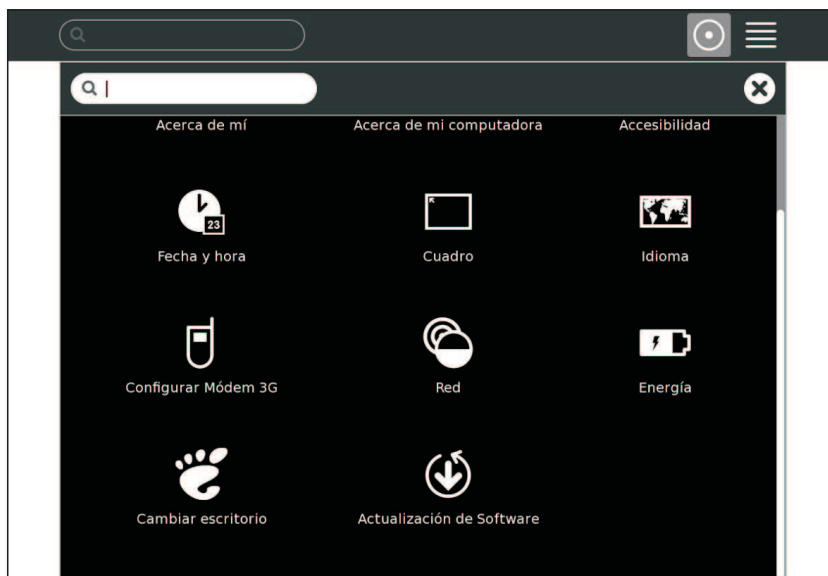 Acerca de mí
Acerca de mi computadora
Accesibilidad
23
Fecha y hora
Cuadro
Idioma
Configurar Módem 3G
Red
Energía
Cambiar escritorio
Actualización de Software